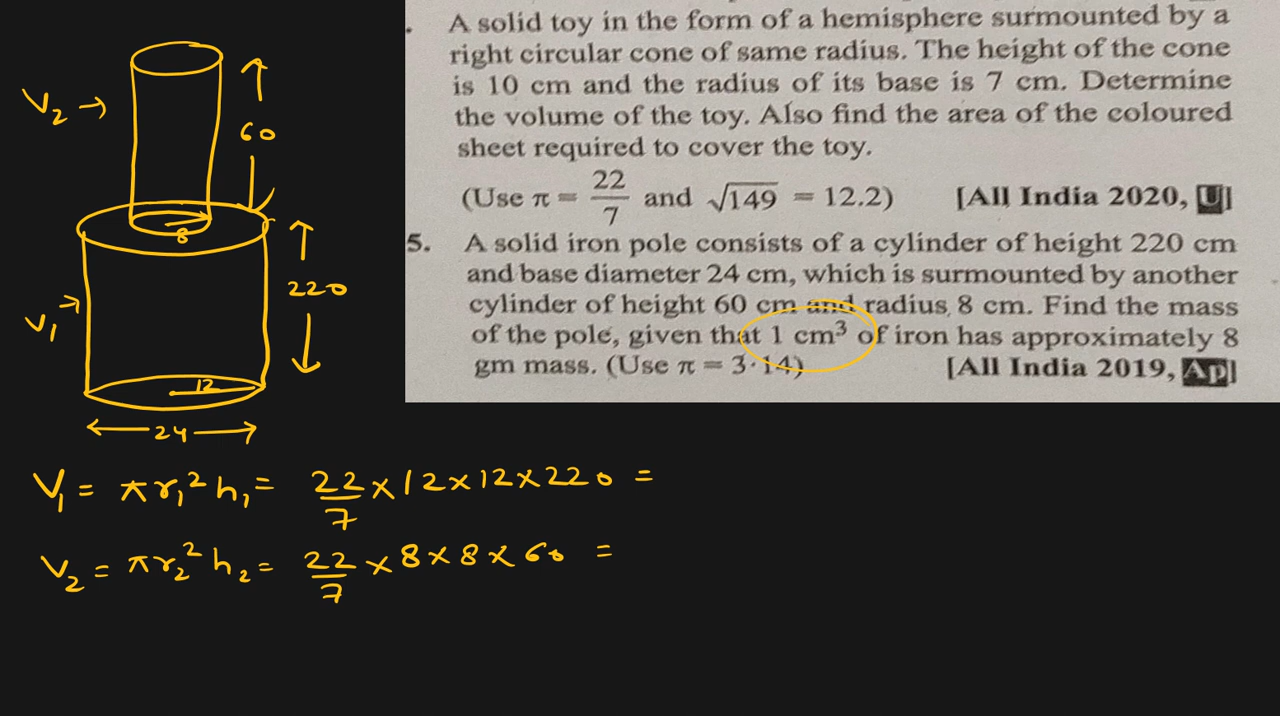 A solid toy in the form of a hemisphere surmounted by a
right circular cone of same radius. The height of the cone
is 10 cm and the radius of its base is 7 cm. Determine
the volume of the toy. Also find the area of the coloured
sheet required to cover the toy.
(Use π = 22/7 and √149 = 12.2) [All India 2020, U]
5. A solid iron pole consists of a cylinder of height 220 cm
and base diameter 24 cm, which is surmounted by another
cylinder of height 60 cm and radius 8 cm. Find the mass
of the pole, given that 1 cm³ of iron has approximately 8
gm mass. (Use π = 3·14) [All India 2019, Ap]
V₂ →
60
8
220
V₁ →
12
24
V₁ = πr₁²h₁ = 22/7 × 12 × 12 × 220 =
V₂ = πr₂²h₂ = 22/7 × 8 × 8 × 60 =